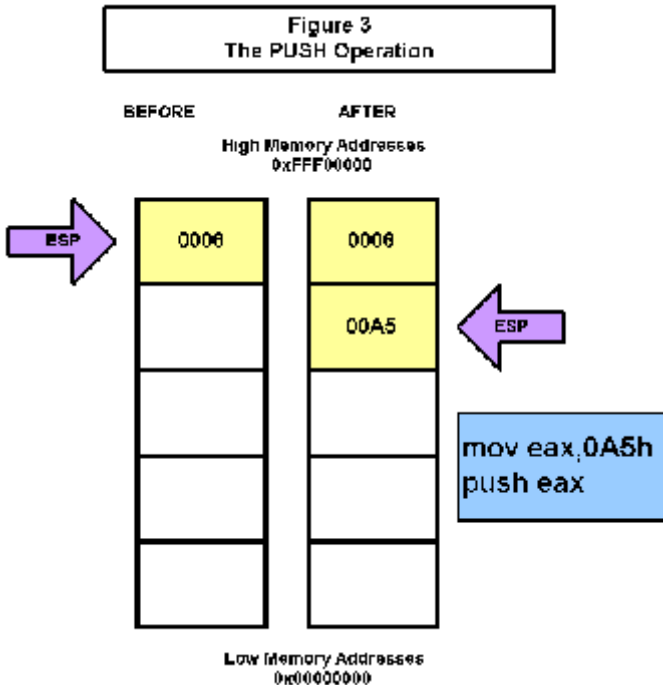 Figure 3
The PUSH Operation
BEFORE
AFTER
High Memory Addresses
0xFFF00000
ESP
0006
0006
00A5
ESP
mov eax,0A5h
push eax
Low Memory Addresses
0x00000000